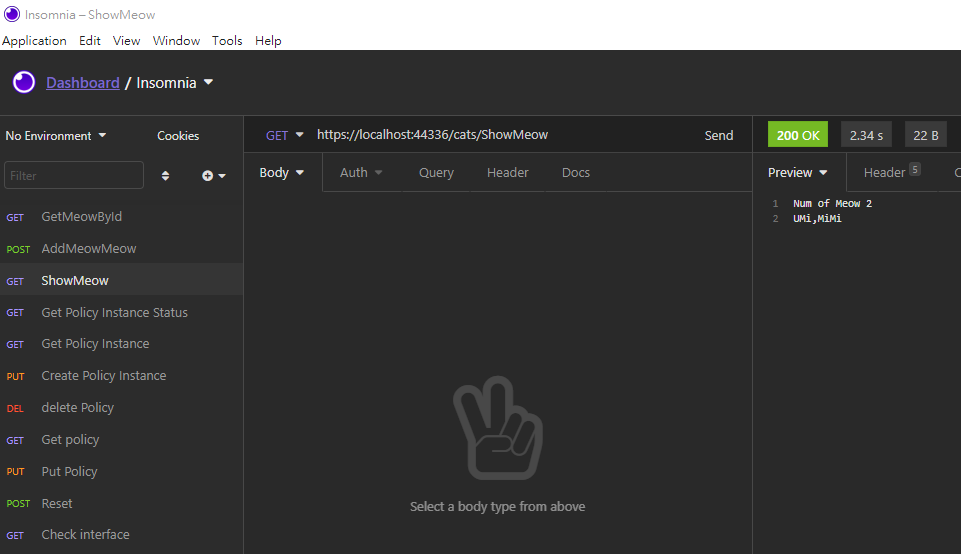 Insomnia – ShowMeow
Application Edit View Window Tools Help
Dashboard / Insomnia
No Environment Cookies
GET https://localhost:44336/cats/ShowMeow Send
200 OK 2.34 s 22 B
Filter
Body Auth Query Header Docs
Preview Header 5
1 Num of Meow 2
2 UMi,MiMi
GET GetMeowById
POST AddMeowMeow
GET ShowMeow
GET Get Policy Instance Status
GET Get Policy Instance
PUT Create Policy Instance
DEL delete Policy
GET Get policy
PUT Put Policy
POST Reset
GET Check interface
Select a body type from above